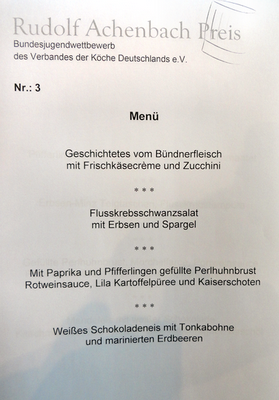 Rudolf Achenbach Preis
Bundesjugendwettbewerb
des Verbandes der Köche Deutschlands e.V.
Nr.: 3
Menü
Geschichtetes vom Bündnerfleisch
mit Frischkäsecrème und Zucchini
* * *
Flusskrebsschwanzsalat
mit Erbsen und Spargel
* * *
Mit Paprika und Pfifferlingen gefüllte Perlhuhnbrust
Rotweinsauce, Lila Kartoffelpüree und Kaiserschoten
* * *
Weißes Schokoladeneis mit Tonkabohne
und marinierten Erdbeeren